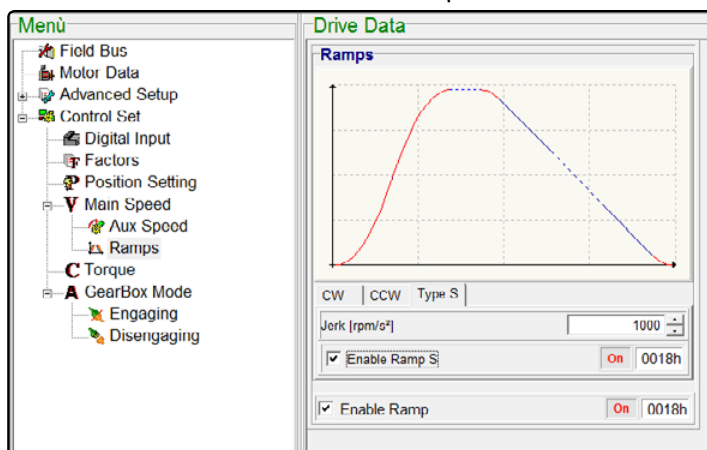 Menù
Field Bus
Motor Data
Advanced Setup
Control Set
Digital Input
Factors
Position Setting
V Main Speed
Aux Speed
Ramps
C Torque
A GearBox Mode
Engaging
Disengaging
Drive Data
Ramps
CW CCW Type S
Jerk [rpm/s²] 1000
Enable Ramp S On 0018h
Enable Ramp On 0018h